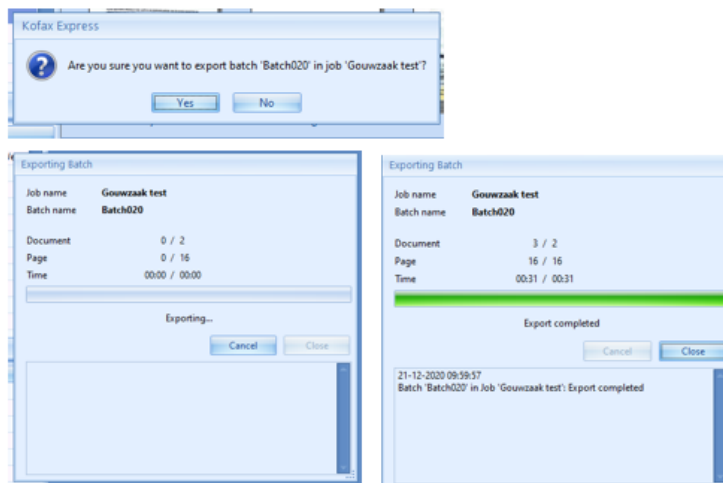 Kofax Express
Are you sure you want to export batch 'Batch020' in job 'Gouwzaak test'?
Yes No
Exporting Batch
Job name Gouwzaak test
Batch name Batch020
Document 0 / 2
Page 0 / 16
Time 00:00 / 00:00
Exporting...
Cancel Close
Exporting Batch
Job name Gouwzaak test
Batch name Batch020
Document 3 / 2
Page 16 / 16
Time 00:31 / 00:31
Export completed
Cancel Close
21-12-2020 09:59:57
Batch 'Batch020' in Job 'Gouwzaak test': Export completed